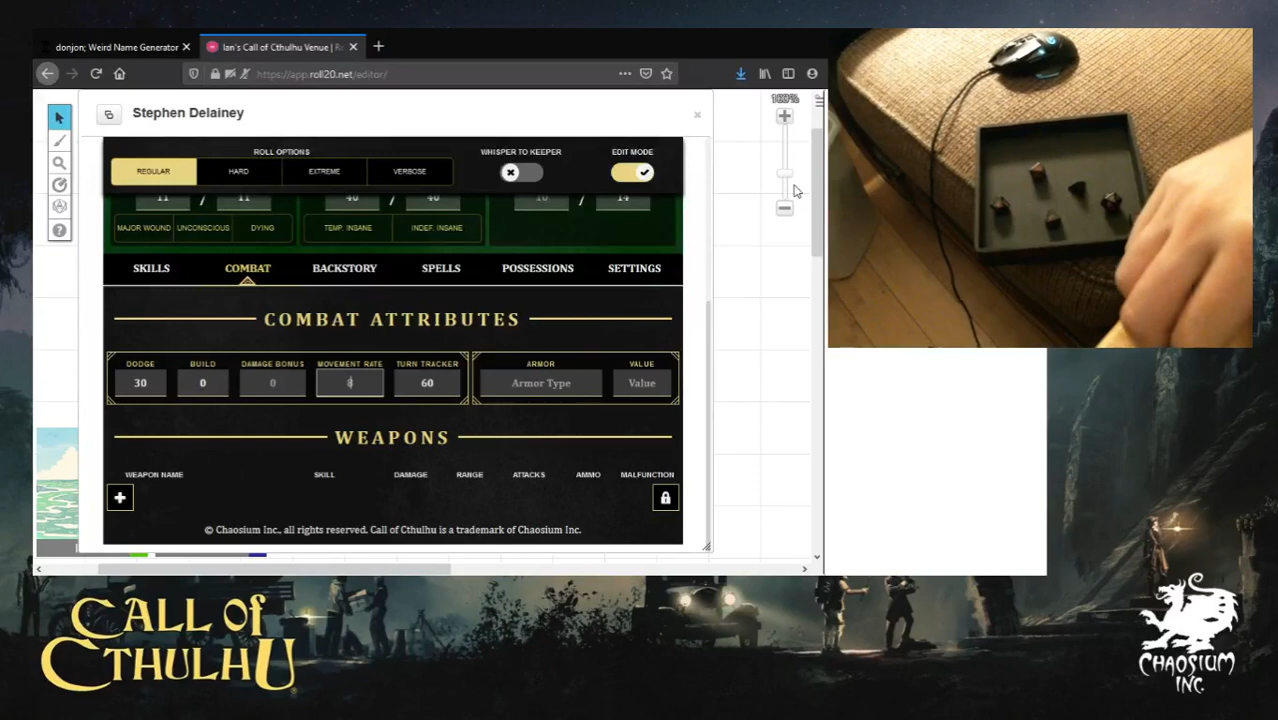 donjon; Weird Name Generator
Ian's Call of Cthulhu Venue | Ro
https://app.roll20.net/editor/
Stephen Delainey
100%
ROLL OPTIONS
WHISPER TO KEEPER
EDIT MODE
REGULAR
HARD
EXTREME
VERBOSE
11 / 11
40 / 40
10 / 14
MAJOR WOUND
UNCONSCIOUS
DYING
TEMP. INSANE
INDEF. INSANE
SKILLS
COMBAT
BACKSTORY
SPELLS
POSSESSIONS
SETTINGS
COMBAT ATTRIBUTES
DODGE
BUILD
DAMAGE BONUS
MOVEMENT RATE
TURN TRACKER
ARMOR
VALUE
30
0
0
8
60
Armor Type
Value
WEAPONS
WEAPON NAME
SKILL
DAMAGE
RANGE
ATTACKS
AMMO
MALFUNCTION
© Chaosium Inc., all rights reserved. Call of Cthulhu is a trademark of Chaosium Inc.
CALL of
CTHULHU
CHAOSIUM
INC.